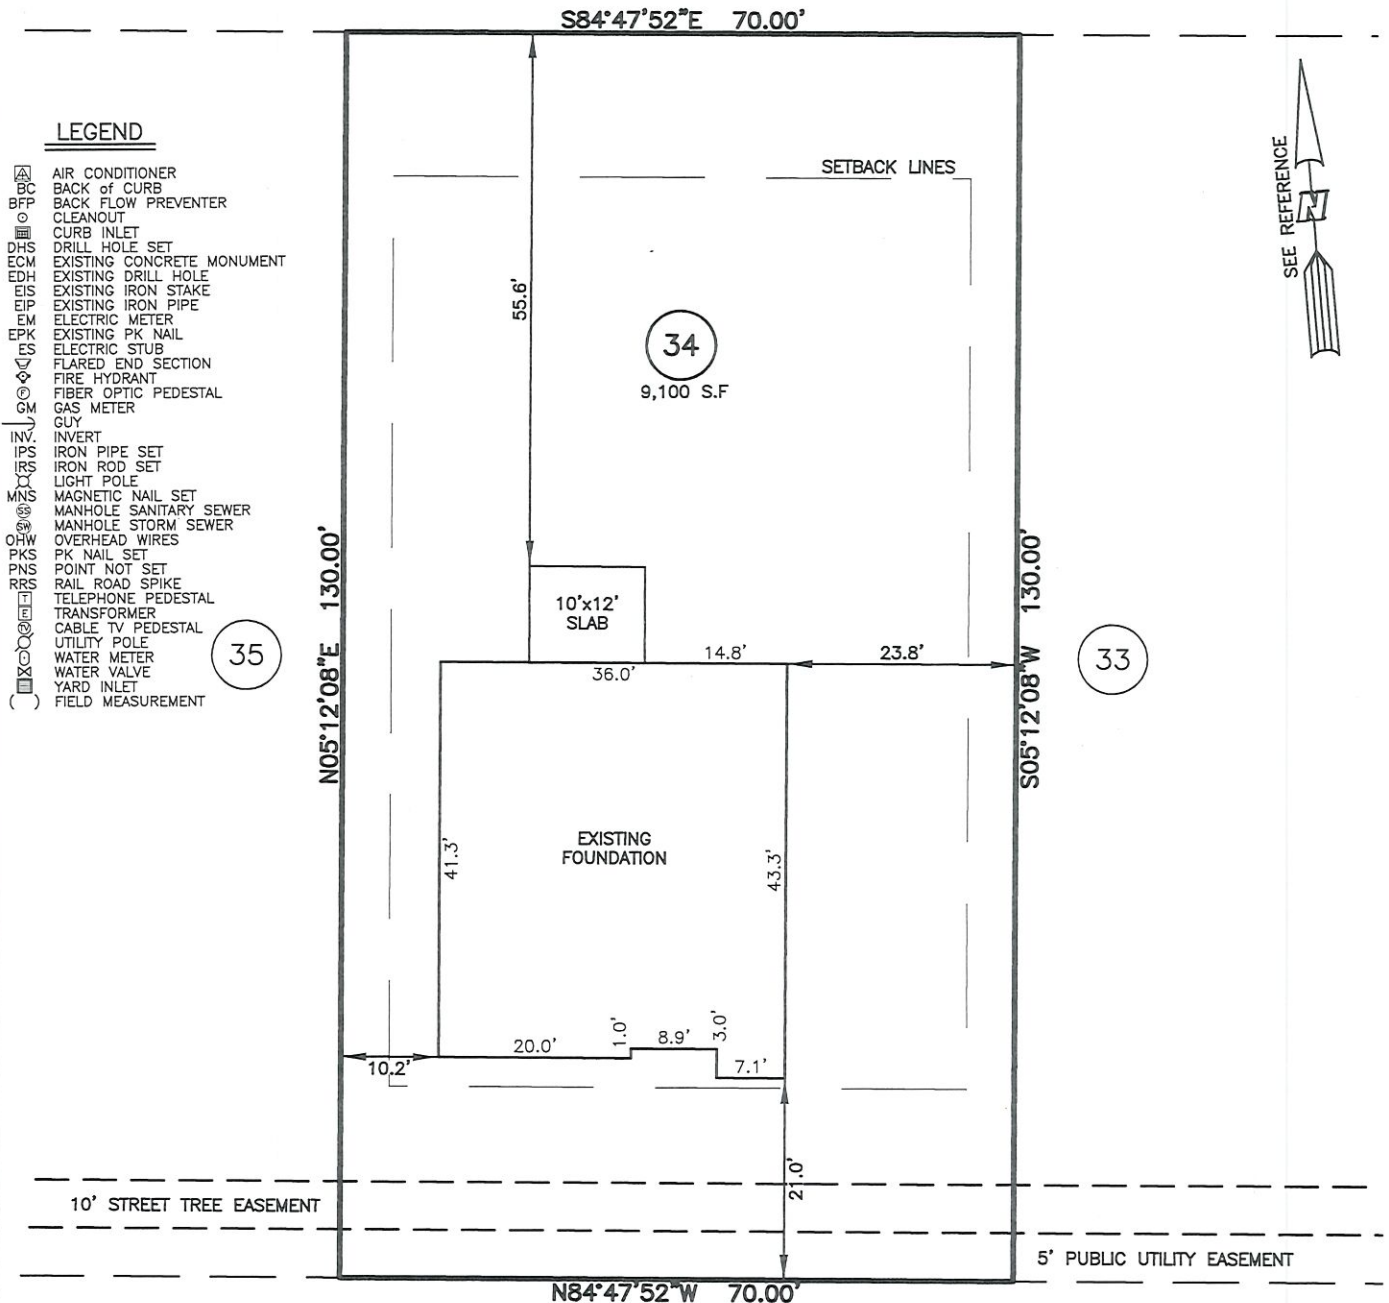 S84°47'52"E 70.00'
LEGEND
AIR CONDITIONER
BC BACK of CURB
BFP BACK FLOW PREVENTER
CLEANOUT
CURB INLET
DHS DRILL HOLE SET
ECM EXISTING CONCRETE MONUMENT
EDH EXISTING DRILL HOLE
EIS EXISTING IRON STAKE
EIP EXISTING IRON PIPE
EM ELECTRIC METER
EPK EXISTING PK NAIL
ES ELECTRIC STUB
FLARED END SECTION
FIRE HYDRANT
F FIBER OPTIC PEDESTAL
GM GAS METER
GUY
INV. INVERT
IPS IRON PIPE SET
IRS IRON ROD SET
LIGHT POLE
MNS MAGNETIC NAIL SET
SS MANHOLE SANITARY SEWER
SW MANHOLE STORM SEWER
OHW OVERHEAD WIRES
PKS PK NAIL SET
PNS POINT NOT SET
RRS RAIL ROAD SPIKE
T TELEPHONE PEDESTAL
E TRANSFORMER
TV CABLE TV PEDESTAL
UTILITY POLE
WATER METER
WATER VALVE
YARD INLET
( ) FIELD MEASUREMENT
SETBACK LINES
SEE REFERENCE
N
55.6'
34
9,100 S.F
N05°12'08"E 130.00'
S05°12'08"W 130.00'
10'x12'
SLAB
35
33
14.8'
23.8'
36.0'
41.3'
EXISTING
FOUNDATION
43.3'
20.0'
1.0'
8.9'
3.0'
7.1'
10.2'
21.0'
10' STREET TREE EASEMENT
5' PUBLIC UTILITY EASEMENT
N84°47'52"W 70.00'